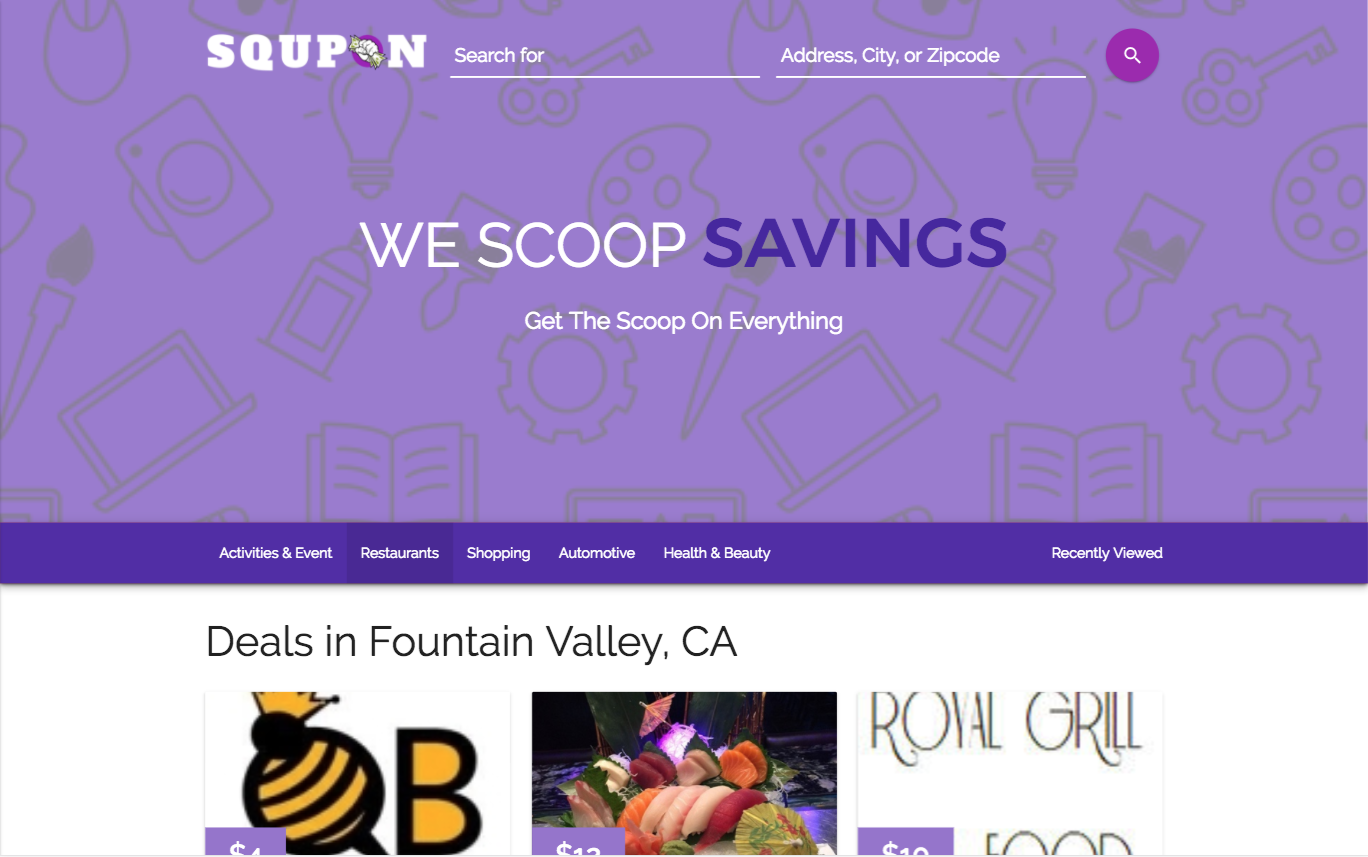 SQUPON
Search for
Address, City, or Zipcode
WE SCOOP SAVINGS
Get The Scoop On Everything
Activities & Event
Restaurants
Shopping
Automotive
Health & Beauty
Recently Viewed
Deals in Fountain Valley, CA
QB
ROYAL GRILL
FOOD
$4
$12
$10